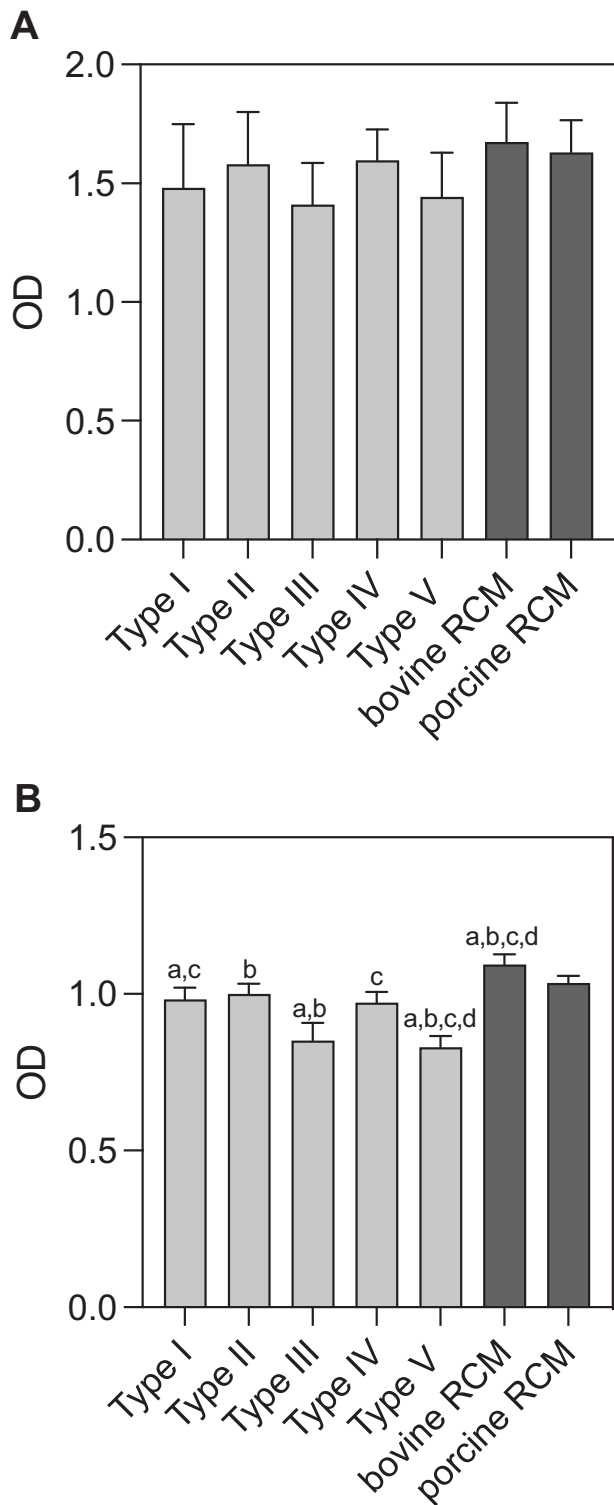 A
2.0
1.5
1.0
0.5
0.0
OD
Type I
Type II
Type III
Type IV
Type V
bovine RCM
porcine RCM
B
1.5
1.0
0.5
0.0
OD
a,c
b
a,b
c
a,b,c,d
a,b,c,d
Type I
Type II
Type III
Type IV
Type V
bovine RCM
porcine RCM